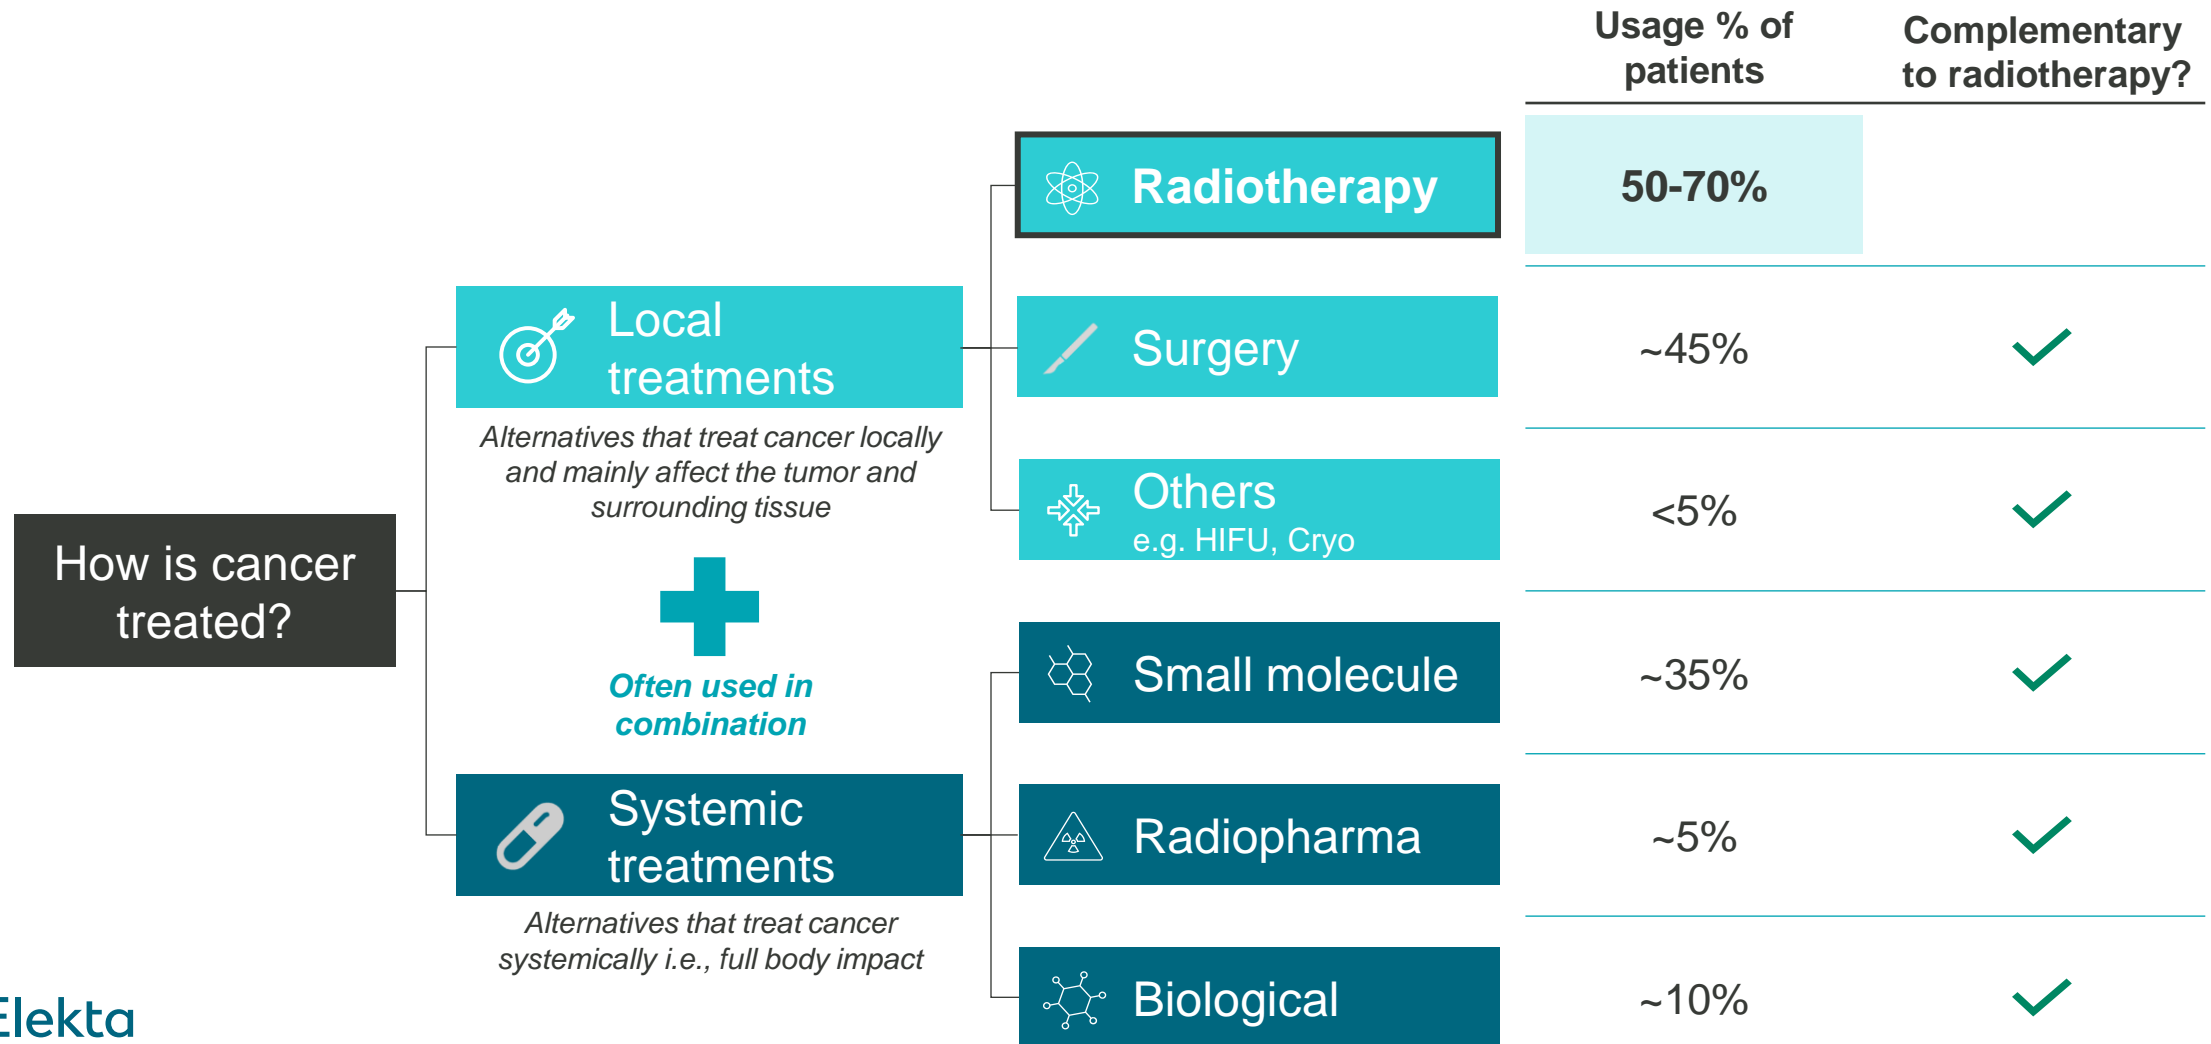 Usage % of
patients
Complementary
to radiotherapy?
Radiotherapy
50-70%
Local
treatments
Alternatives that treat cancer locally
and mainly affect the tumor and
surrounding tissue
Surgery
~45%
Others
e.g. HIFU, Cryo
<5%
How is cancer
treated?
Often used in
combination
Small molecule
~35%
Systemic
treatments
Alternatives that treat cancer
systemically i.e., full body impact
Radiopharma
~5%
Biological
~10%
Elekta